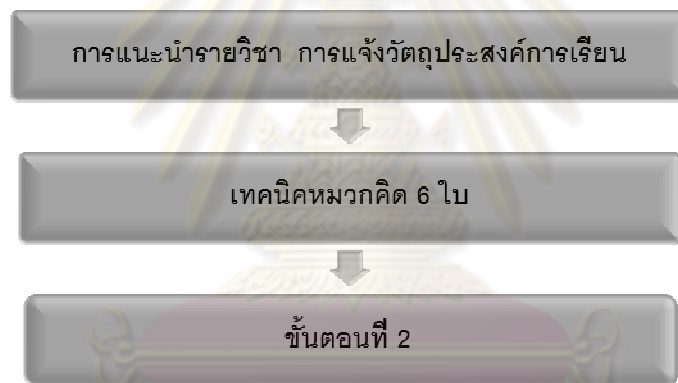 การแนะนำรายวิชา การแจ้งวัตถุประสงค์การเรียน
เทคนิคหมวกคิด 6 ใบ
ขั้นตอนที่ 2